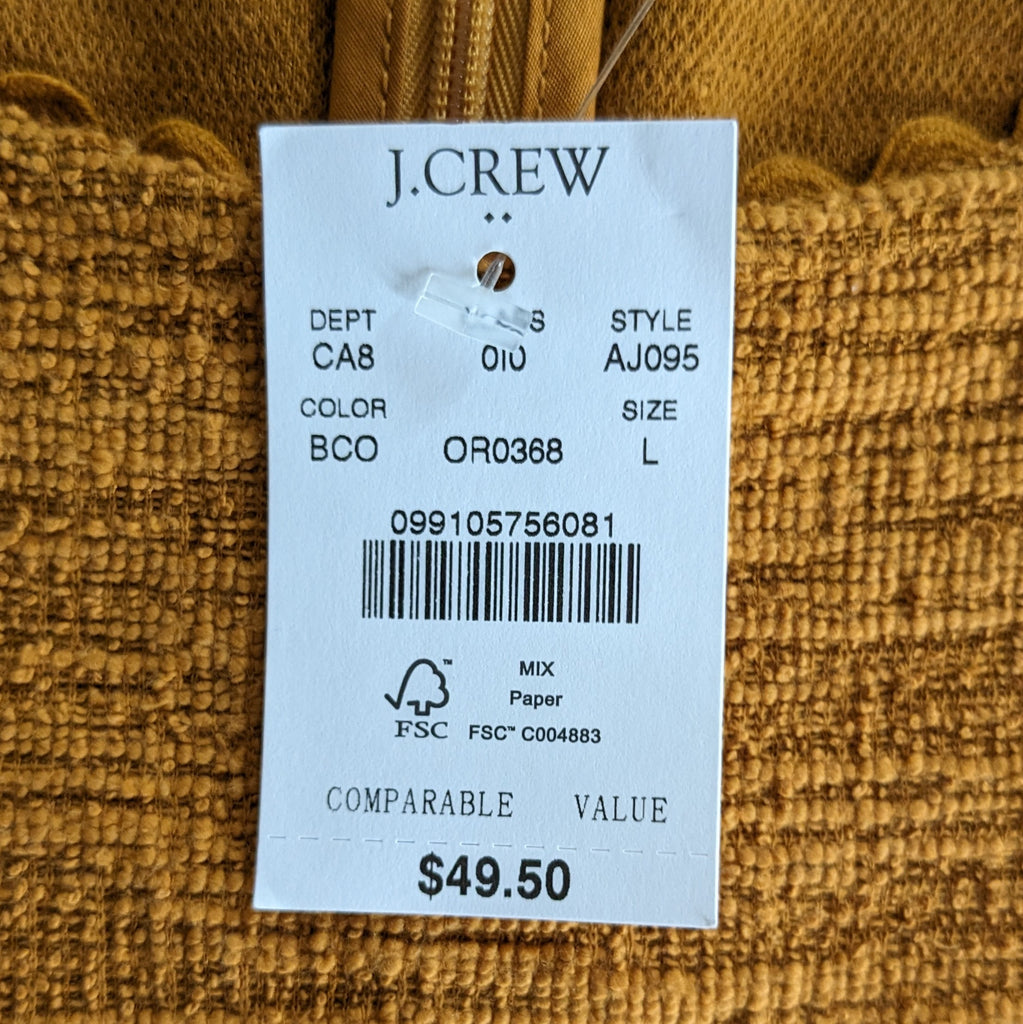 J.CREW
DEPT STYLE
CA8 010 AJ095
COLOR SIZE
BCO OR0368 L
099105756081
MIX
Paper
FSC™ C004883
FSC
COMPARABLE VALUE
$49.50